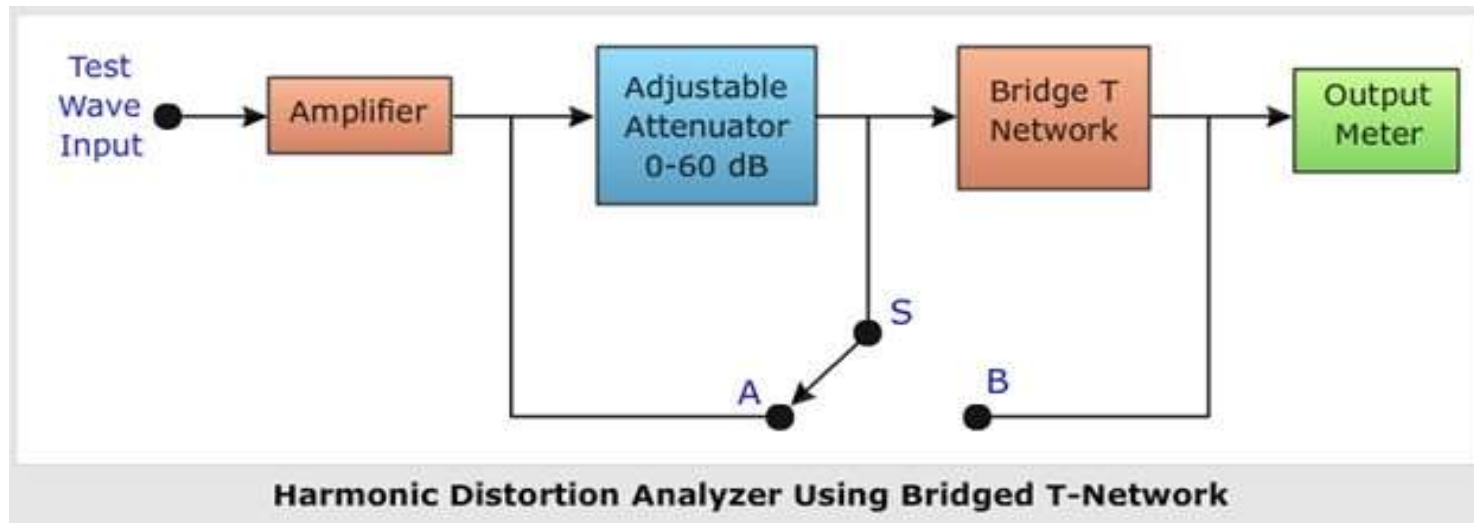 Test
Wave
Input
Amplifier
Adjustable
Attenuator
0-60 dB
Bridge T
Network
Output
Meter
S
A
B
Harmonic Distortion Analyzer Using Bridged T-Network